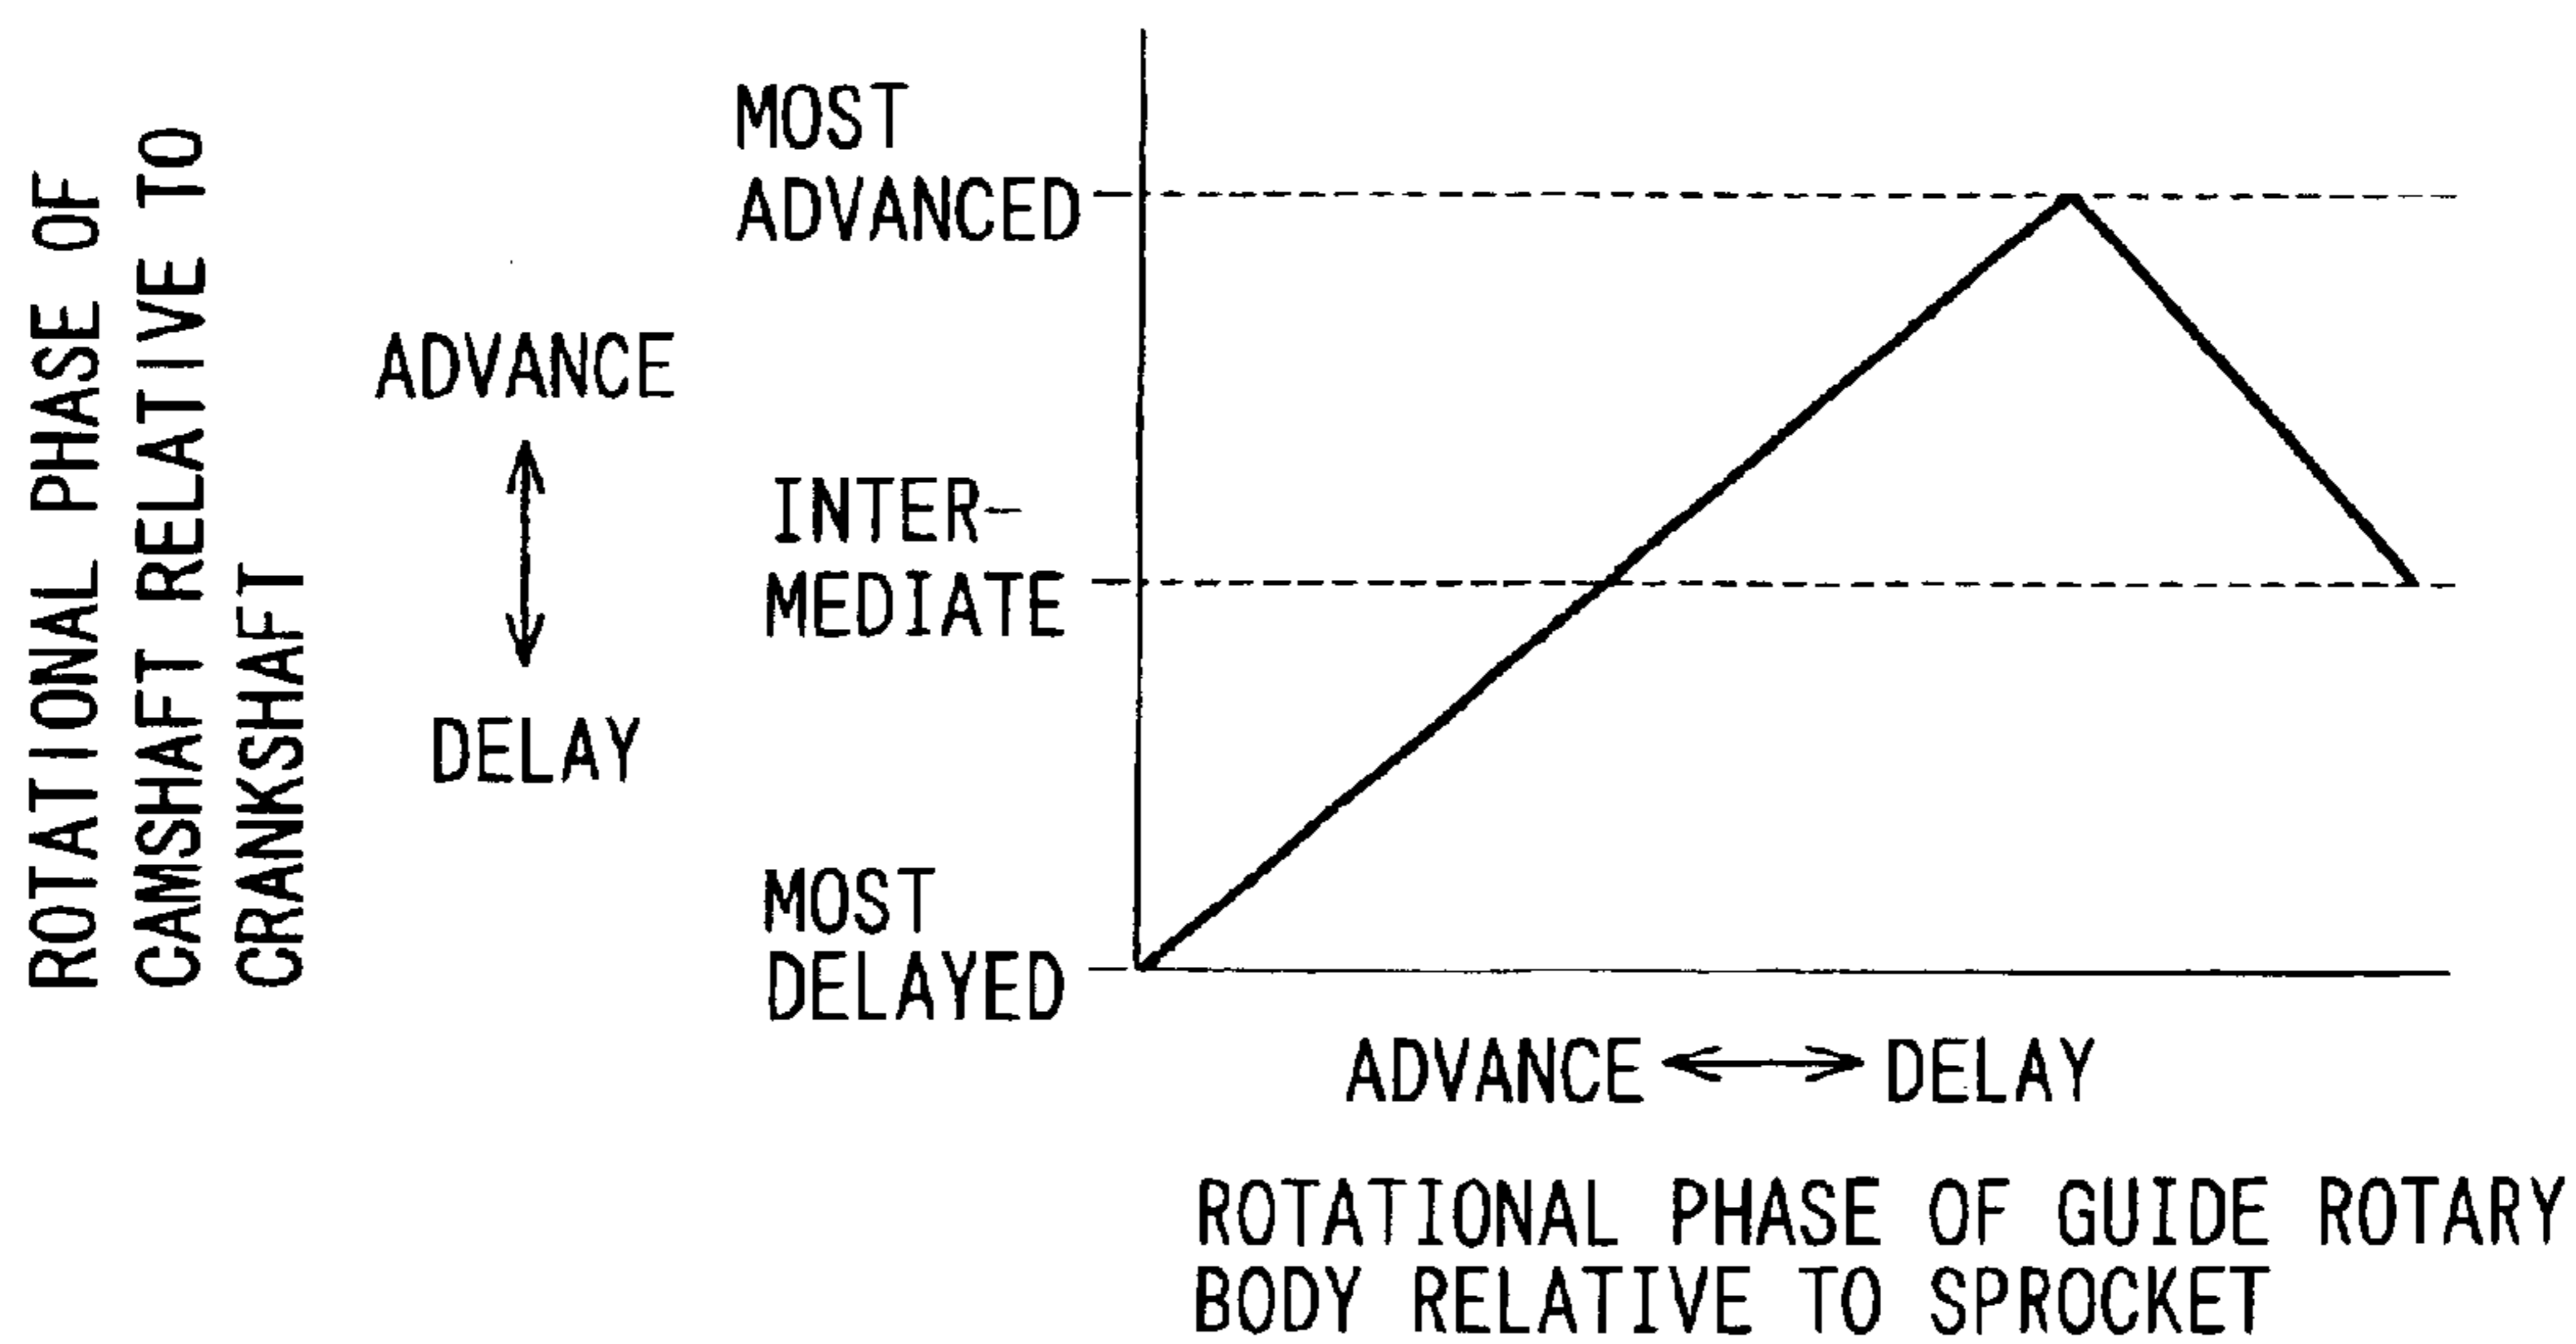 ROTATIONAL PHASE OF
CAMSHAFT RELATIVE TO
CRANKSHAFT
ADVANCE
DELAY
MOST
ADVANCED
INTER-
MEDIATE
MOST
DELAYED
ADVANCE
DELAY
ROTATIONAL PHASE OF GUIDE ROTARY
BODY RELATIVE TO SPROCKET